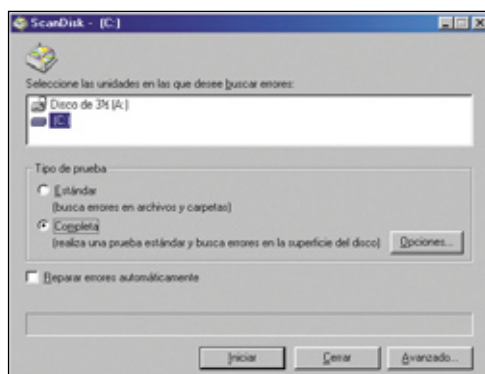 ScanDisk - (C:)
Seleccione las unidades en las que desee buscar errores:
Disco de 3½ (A:)
(C:)
Tipo de prueba
Estándar
(busca errores en archivos y carpetas)
Completa
(realiza una prueba estándar y busca errores en la superficie del disco)
Opciones...
Reparar errores automáticamente
Iniciar
Cerrar
Avanzado...